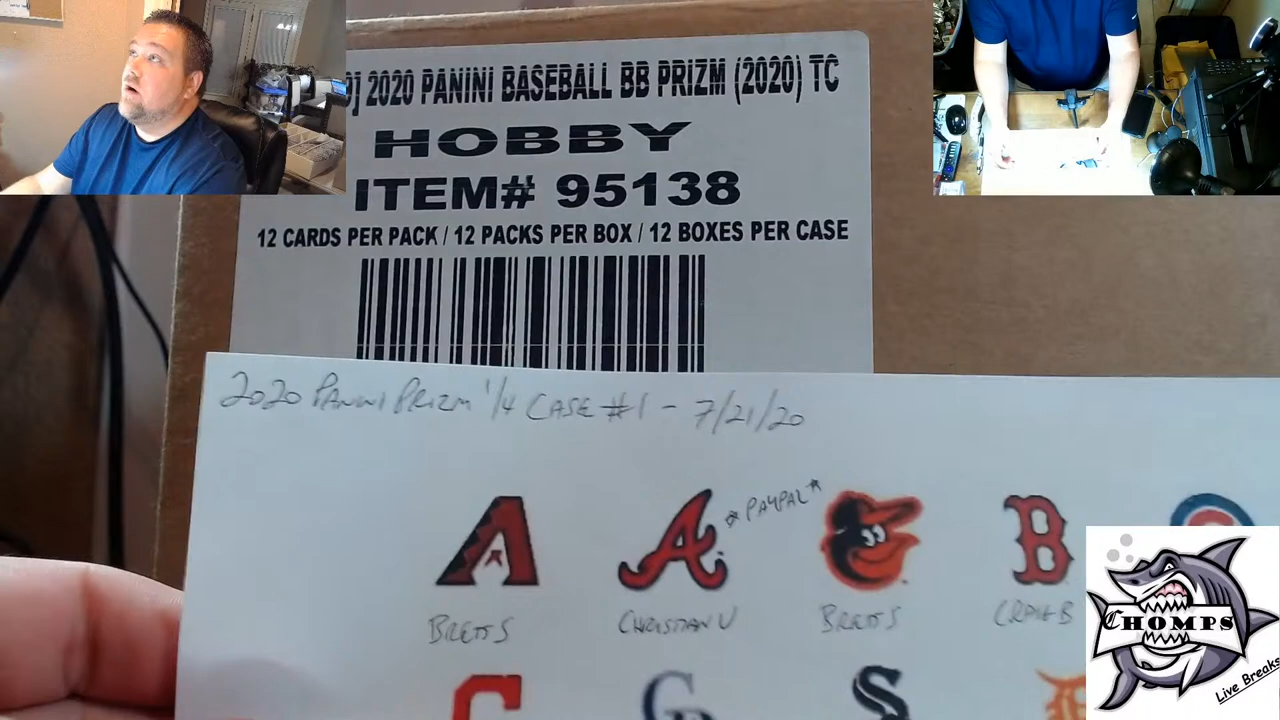 2020 PANINI BASEBALL BB PRIZM (2020) TC
HOBBY
ITEM# 95138
12 CARDS PER PACK / 12 PACKS PER BOX / 12 BOXES PER CASE
2020 PANINI PRIZM 1/4 CASE #1 - 7/21/20
*PAYPAL*
BRETT S
CHRISTIAN V
BRETT S
CRAIG B
CHOMPS
Live Breaks